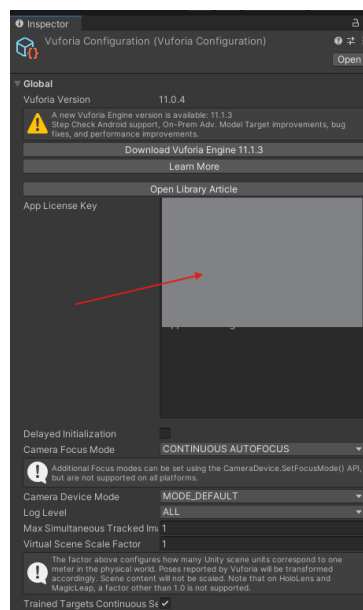 Inspector
Vuforia Configuration (Vuforia Configuration)
Open
Global
Vuforia Version 11.0.4
A new Vuforia Engine version is available: 11.1.3
Step Check Android support, On-Prem Adv. Model Target improvements, bug
fixes, and performance improvements.
Download Vuforia Engine 11.1.3
Learn More
Open Library Article
App License Key
Delayed Initialization
Camera Focus Mode CONTINUOUS AUTOFOCUS
Additional Focus modes can be set using the CameraDevice.SetFocusMode() API,
but are not supported on all platforms.
Camera Device Mode MODE_DEFAULT
Log Level ALL
Max Simultaneous Tracked Im 1
Virtual Scene Scale Factor 1
The factor above configures how many Unity scene units correspond to one
meter in the physical world. Poses reported by Vuforia will be transformed
accordingly. Scene content will not be scaled. Note that on HoloLens and
MagicLeap, a factor other than 1.0 is not supported.
Trained Targets Continuous Se